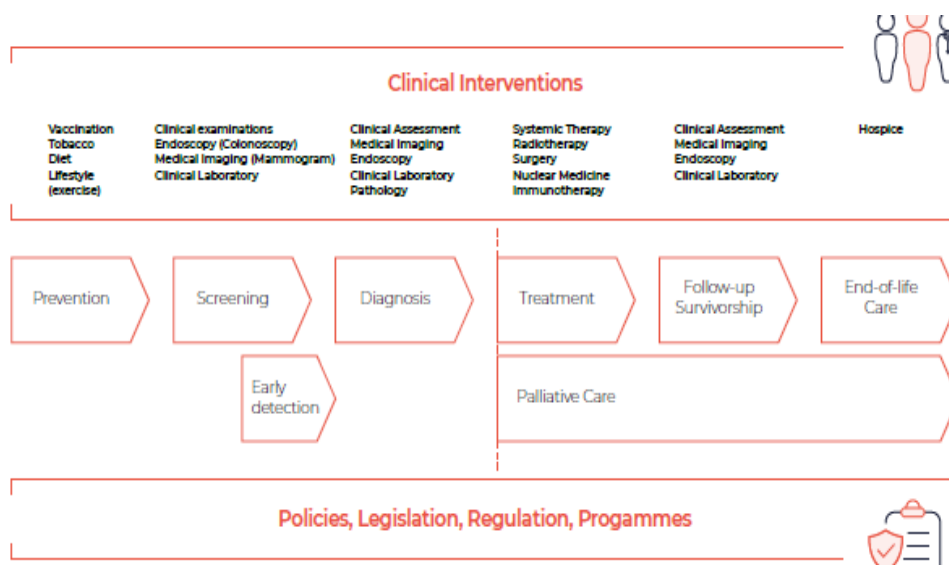 Clinical Interventions
Vaccination
Tobacco
Diet
Lifestyle
(exercise)
Clinical examinations
Endoscopy (Colonoscopy)
Medical Imaging (Mammogram)
Clinical Laboratory
Clinical Assessment
Medical Imaging
Endoscopy
Clinical Laboratory
Pathology
Systemic Therapy
Radiotherapy
Surgery
Nuclear Medicine
Immunotherapy
Clinical Assessment
Medical Imaging
Endoscopy
Clinical Laboratory
Hospice
Prevention
Screening
Diagnosis
Treatment
Follow-up
Survivorship
End-of-life
Care
Early
detection
Palliative Care
Policies, Legislation, Regulation, Progammes